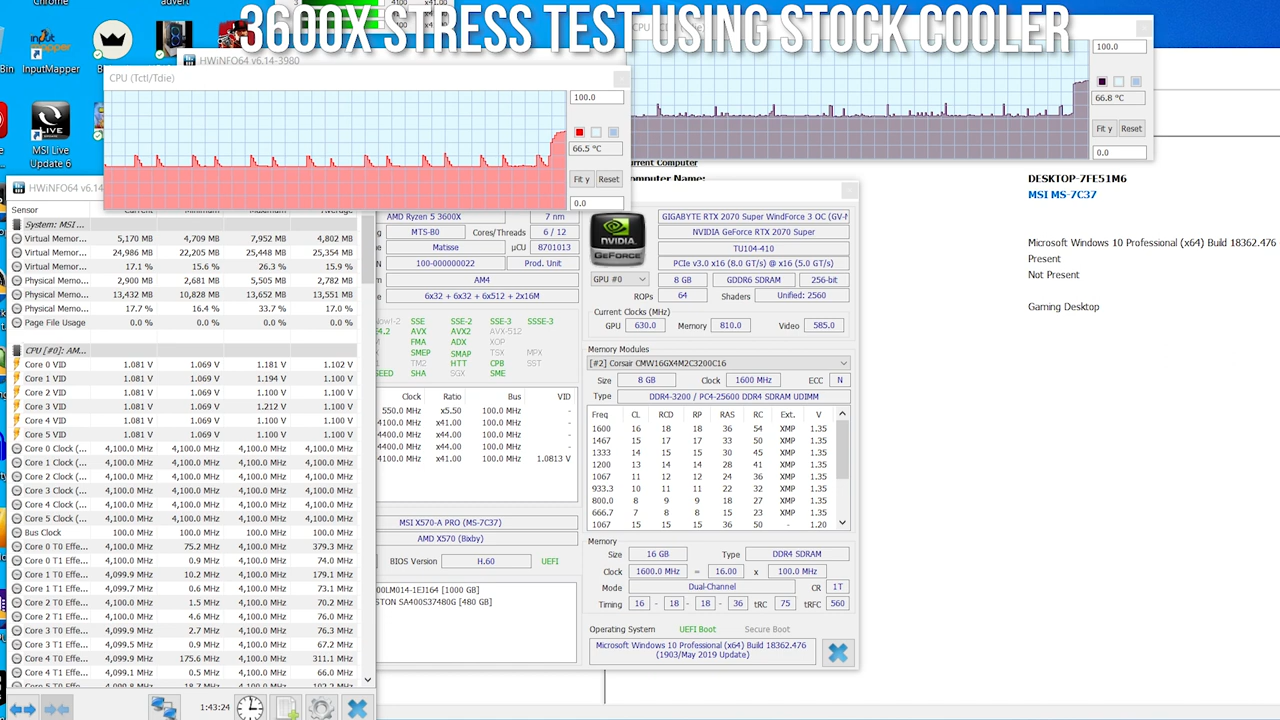 Chrome
advert
3600X STRESS TEST USING STOCK COOLER
InputMapper
HWiNFO64 v6.14-3980
CPU (Tctl/Tdie)
100.0
66.5 °C
Fit y Reset
0.0
100.0
66.8 °C
Fit y Reset
0.0
MSI Live
Update 6
Current Computer
Computer Name:
DESKTOP-7FE51M6
MSI MS-7C37
Microsoft Windows 10 Professional (x64) Build 18362.476
Present
Not Present
Gaming Desktop
HWiNFO64 v6.14
Sensor Current Minimum Maximum Average
System: MSI ...
Virtual Memor... 5,170 MB 4,709 MB 7,952 MB 4,802 MB
Virtual Memor... 24,986 MB 22,205 MB 25,448 MB 25,354 MB
Virtual Memor... 17.1 % 15.6 % 26.3 % 15.9 %
Physical Memo... 2,900 MB 2,681 MB 5,505 MB 2,782 MB
Physical Memo... 13,432 MB 10,828 MB 13,652 MB 13,551 MB
Physical Memo... 17.7 % 16.4 % 33.7 % 17.0 %
Page File Usage 0.0 % 0.0 % 0.0 % 0.0 %
CPU [#0]: AM...
Core 0 VID 1.081 V 1.069 V 1.181 V 1.102 V
Core 1 VID 1.081 V 1.069 V 1.194 V 1.100 V
Core 2 VID 1.081 V 1.069 V 1.100 V 1.100 V
Core 3 VID 1.081 V 1.069 V 1.212 V 1.100 V
Core 4 VID 1.081 V 1.069 V 1.100 V 1.100 V
Core 5 VID 1.081 V 1.069 V 1.100 V 1.100 V
Core 0 Clock (... 4,100.0 MHz 4,100.0 MHz 4,100.0 MHz 4,100.0 MHz
Core 1 Clock (... 4,100.0 MHz 4,100.0 MHz 4,100.0 MHz 4,100.0 MHz
Core 2 Clock (... 4,100.0 MHz 4,100.0 MHz 4,100.0 MHz 4,100.0 MHz
Core 3 Clock (... 4,100.0 MHz 4,100.0 MHz 4,100.0 MHz 4,100.0 MHz
Core 4 Clock (... 4,100.0 MHz 4,100.0 MHz 4,100.0 MHz 4,100.0 MHz
Core 5 Clock (... 4,100.0 MHz 4,100.0 MHz 4,100.0 MHz 4,100.0 MHz
Bus Clock 100.0 MHz 100.0 MHz 100.0 MHz 100.0 MHz
Core 0 T0 Effe... 4,100.0 MHz 75.2 MHz 4,100.0 MHz 379.3 MHz
Core 0 T1 Effe... 4,100.0 MHz 0.9 MHz 4,100.0 MHz 74.0 MHz
Core 1 T0 Effe... 4,099.9 MHz 10.2 MHz 4,100.0 MHz 179.1 MHz
Core 1 T1 Effe... 4,100.0 MHz 0.6 MHz 4,100.0 MHz 73.1 MHz
Core 2 T0 Effe... 4,100.0 MHz 1.5 MHz 4,100.0 MHz 70.2 MHz
Core 2 T1 Effe... 4,100.0 MHz 4.6 MHz 4,100.0 MHz 76.0 MHz
Core 3 T0 Effe... 4,099.9 MHz 2.7 MHz 4,100.0 MHz 76.3 MHz
Core 3 T1 Effe... 4,099.5 MHz 0.9 MHz 4,100.0 MHz 67.2 MHz
Core 4 T0 Effe... 4,099.9 MHz 175.6 MHz 4,100.0 MHz 311.1 MHz
Core 4 T1 Effe... 4,099.1 MHz 0.5 MHz 4,100.0 MHz 66.0 MHz
1:43:24
AMD Ryzen 5 3600X 7 nm
MTS-B0 Cores/Threads 6 / 12
Matisse µCU 8701013
100-000000022 Prod. Unit
AM4
6x32 + 6x32 + 6x512 + 2x16M
SSE SSE-2 SSE-3 SSSE-3
AVX AVX2 AVX-512
FMA ADX XOP
SMEP SMAP TSX MPX
TM2 HTT CPB SST
SHA SGX SME
Clock Ratio Bus VID
550.0 MHz x5.50 100.0 MHz -
4100.0 MHz x41.00 100.0 MHz -
4400.0 MHz x44.00 100.0 MHz -
4400.0 MHz x44.00 100.0 MHz -
4100.0 MHz x41.00 100.0 MHz 1.0813 V
MSI X570-A PRO (MS-7C37)
AMD X570 (Bixby)
BIOS Version H.60 UEFI
00LM014-1EJ164 [1000 GB]
STON SA400S37480G [480 GB]
NVIDIA
GEFORCE
GIGABYTE RTX 2070 Super WindForce 3 OC (GV-N
NVIDIA GeForce RTX 2070 Super
TU104-410
PCIe v3.0 x16 (8.0 GT/s) @ x16 (5.0 GT/s)
GPU #0 8 GB GDDR6 SDRAM 256-bit
ROPs 64 Shaders Unified: 2560
Current Clocks (MHz)
GPU 630.0 Memory 810.0 Video 585.0
Memory Modules
[#2] Corsair CMW16GX4M2C3200C16
Size 8 GB Clock 1600 MHz ECC N
Type DDR4-3200 / PC4-25600 DDR4 SDRAM UDIMM
Freq CL RCD RP RAS RC Ext. V
1600 16 18 18 36 54 XMP 1.35
1467 15 17 17 33 50 XMP 1.35
1333 14 15 15 30 45 XMP 1.35
1200 13 14 14 28 41 XMP 1.35
1067 11 12 12 24 36 XMP 1.35
933.3 10 11 11 22 32 XMP 1.35
800.0 8 9 9 18 27 XMP 1.35
666.7 7 8 8 15 23 XMP 1.35
1067 15 15 15 36 50 - 1.20
Memory
Size 16 GB Type DDR4 SDRAM
Clock 1600.0 MHz = 16.00 x 100.0 MHz
Mode Dual-Channel CR 1T
Timing 16 - 18 - 18 - 36 tRC 75 tRFC 560
Operating System UEFI Boot Secure Boot
Microsoft Windows 10 Professional (x64) Build 18362.476
(1903/May 2019 Update)